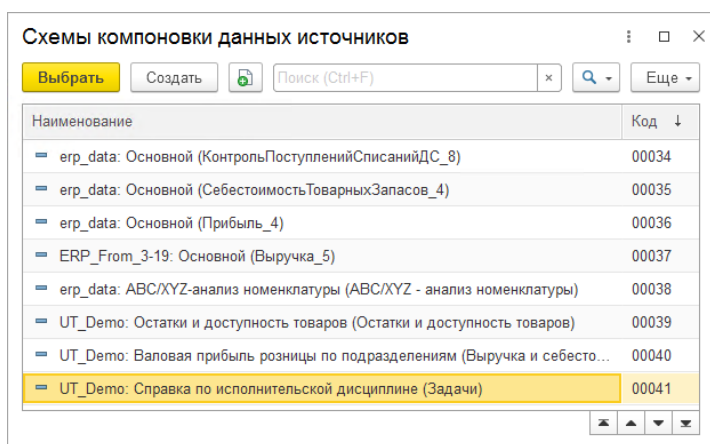 Схемы компоновки данных источников
Выбрать Создать Поиск (Ctrl+F) Еще
Наименование Код
erp_data: Основной (КонтрольПоступленийСписанийДС_8) 00034
erp_data: Основной (СебестоимостьТоварныхЗапасов_4) 00035
erp_data: Основной (Прибыль_4) 00036
ERP_From_3-19: Основной (Выручка_5) 00037
erp_data: ABC/XYZ-анализ номенклатуры (ABC/XYZ - анализ номенклатуры) 00038
UT_Demo: Остатки и доступность товаров (Остатки и доступность товаров) 00039
UT_Demo: Валовая прибыль розницы по подразделениям (Выручка и себесто... 00040
UT_Demo: Справка по исполнительской дисциплине (Задачи) 00041